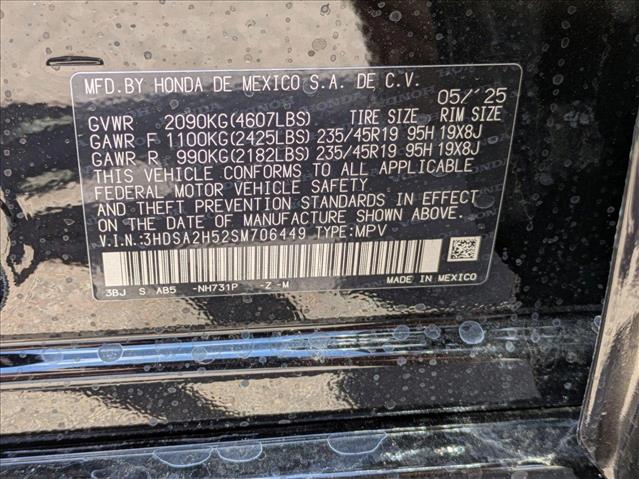 MFD.BY HONDA DE MEXICO S.A. DE C.V.
05/'25
GVWR 2090KG(4607LBS) TIRE SIZE RIM SIZE
GAWR F 1100KG(2425LBS) 235/45R19 95H 19X8J
GAWR R 990KG(2182LBS) 235/45R19 95H 19X8J
THIS VEHICLE CONFORMS TO ALL APPLICABLE
FEDERAL MOTOR VEHICLE SAFETY
AND THEFT PREVENTION STANDARDS IN EFFECT
ON THE DATE OF MANUFACTURE SHOWN ABOVE.
V.I.N.:3HDSA2H52SM706449 TYPE:MPV
3BJ S AB5 -NH731P -Z -M
MADE IN MEXICO